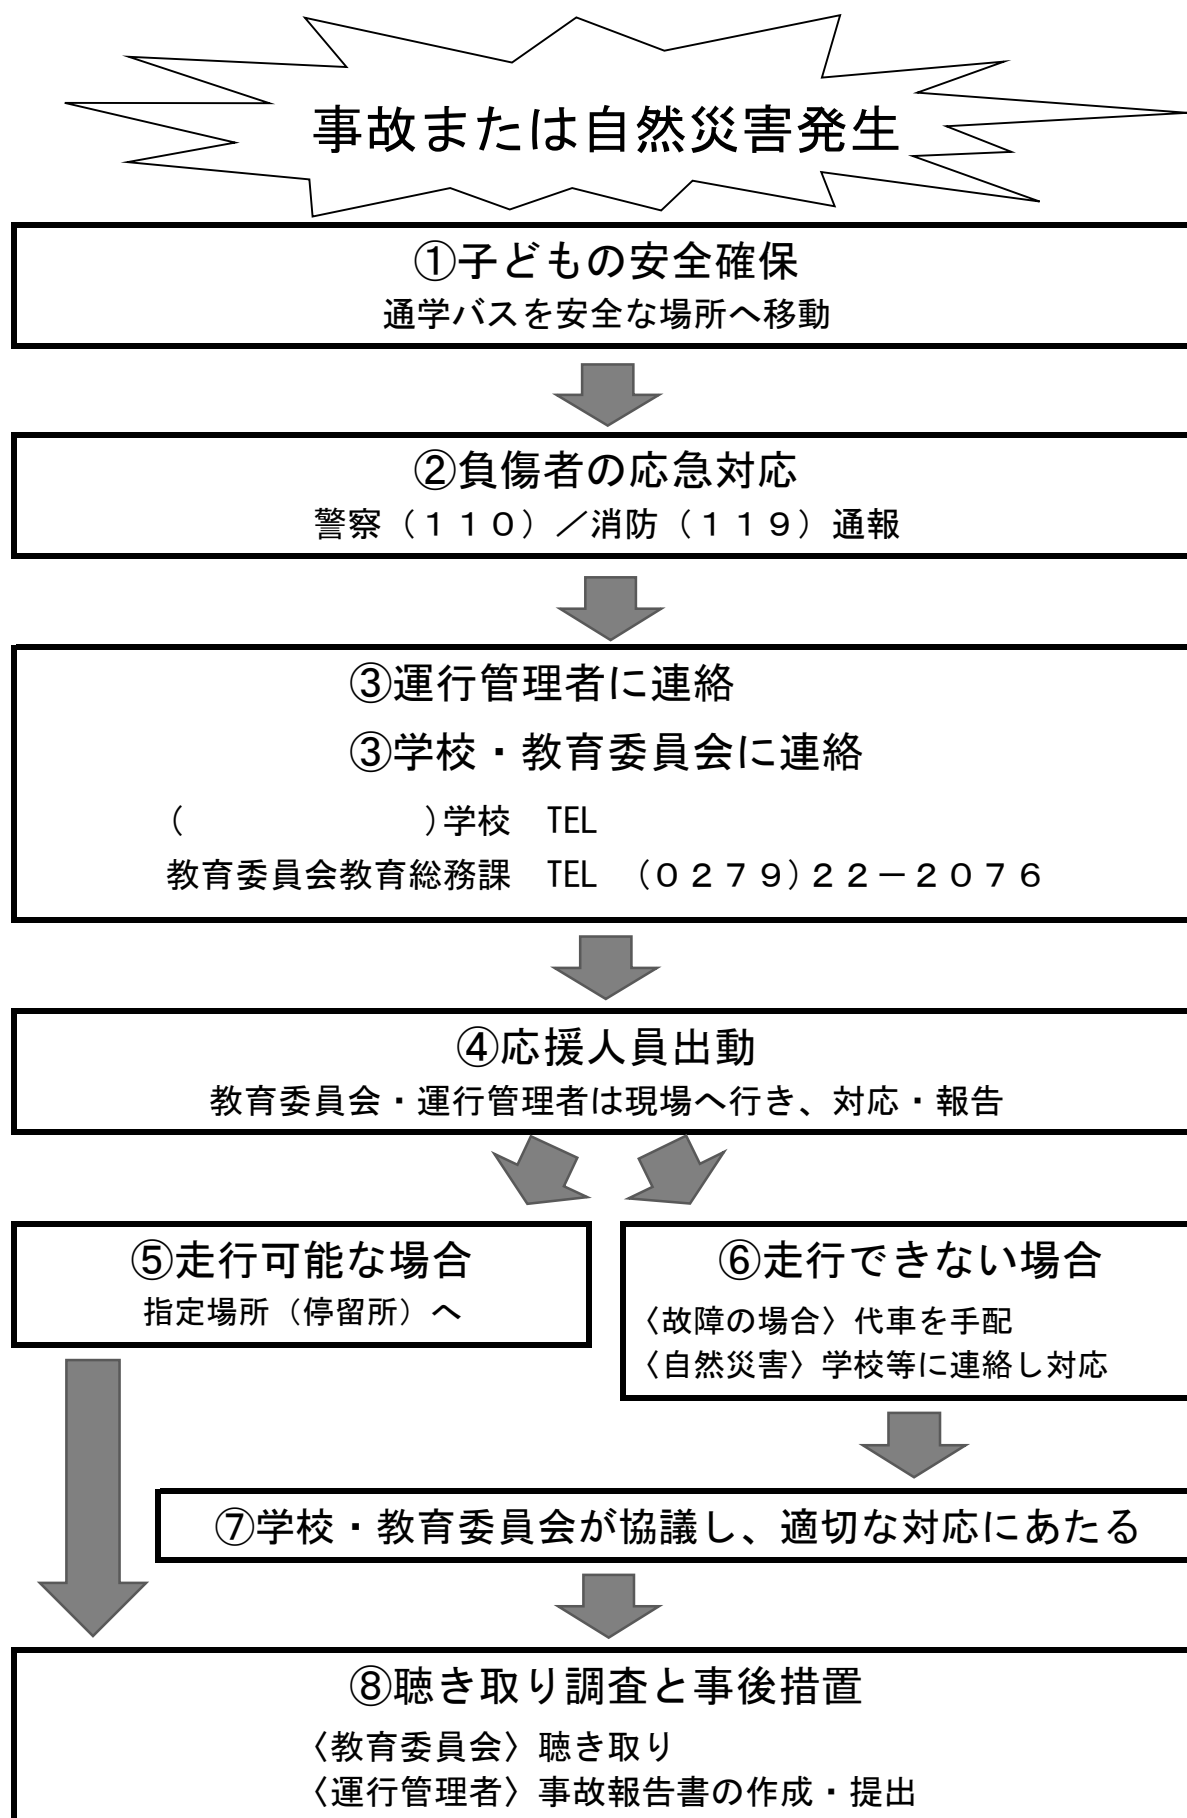 事故または自然災害発生
①子どもの安全確保
通学バスを安全な場所へ移動
②負傷者の応急対応
警察（１１０）／消防（１１９）通報
③運行管理者に連絡
③学校・教育委員会に連絡
（　　　　　　　）学校　TEL
教育委員会教育総務課　TEL　（０２７９）２２－２０７６
④応援人員出動
教育委員会・運行管理者は現場へ行き、対応・報告
⑤走行可能な場合
指定場所（停留所）へ
⑥走行できない場合
〈故障の場合〉代車を手配
〈自然災害〉学校等に連絡し対応
⑦学校・教育委員会が協議し、適切な対応にあたる
⑧聴き取り調査と事後措置
〈教育委員会〉聴き取り
〈運行管理者〉事故報告書の作成・提出